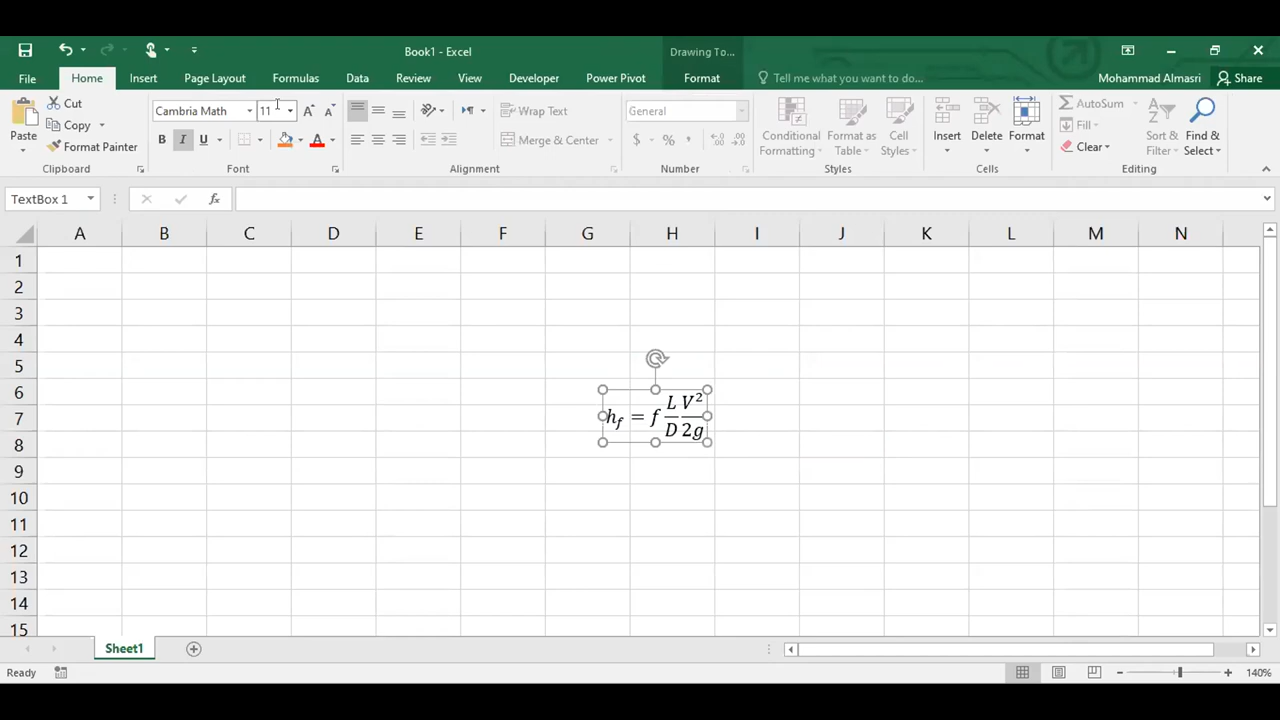 Book1 - Excel
Drawing To...
File Home Insert Page Layout Formulas Data Review View Developer Power Pivot Format Tell me what you want to do... Mohammad Almasri Share
Paste
Cut
Copy
Format Painter
Clipboard
Cambria Math 11
A A
B I U A
Font
Wrap Text
Merge & Center
Alignment
General
$ % ,
Number
Conditional Formatting
Format as Table
Cell Styles
Styles
Insert
Delete
Format
Cells
AutoSum
Fill
Clear
Sort & Filter
Find & Select
Editing
TextBox 1 fx
A B C D E F G H I J K L M N
1
2
3
4
5
6
7
8
9
10
11
12
13
14
15
h_f = f L/D V²/2g
Sheet1
Ready
140%